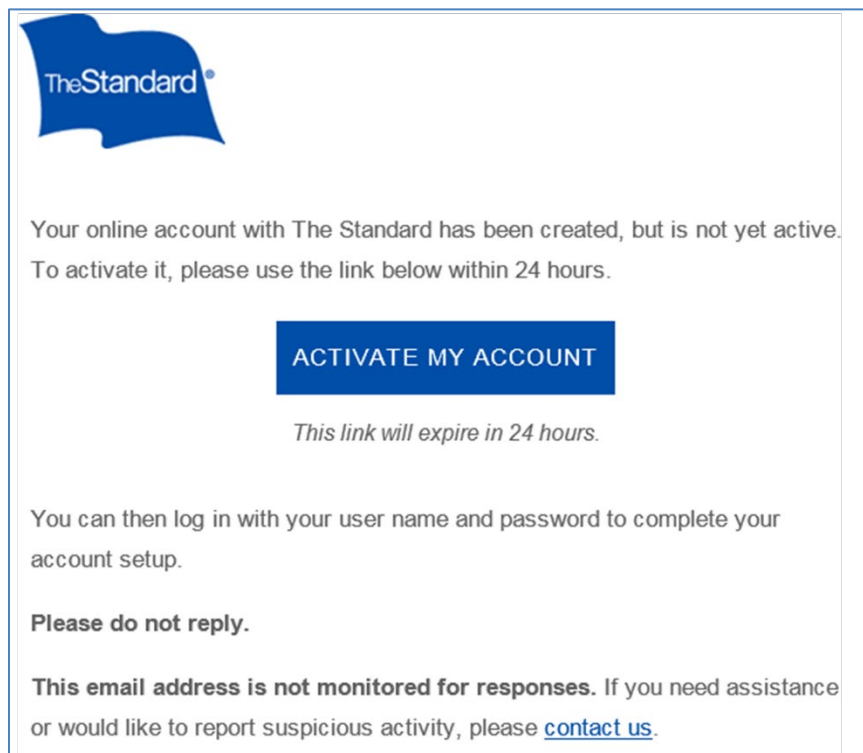 TheStandard®
Your online account with The Standard has been created, but is not yet active.
To activate it, please use the link below within 24 hours.
ACTIVATE MY ACCOUNT
This link will expire in 24 hours.
You can then log in with your user name and password to complete your
account setup.
Please do not reply.
This email address is not monitored for responses. If you need assistance
or would like to report suspicious activity, please contact us.